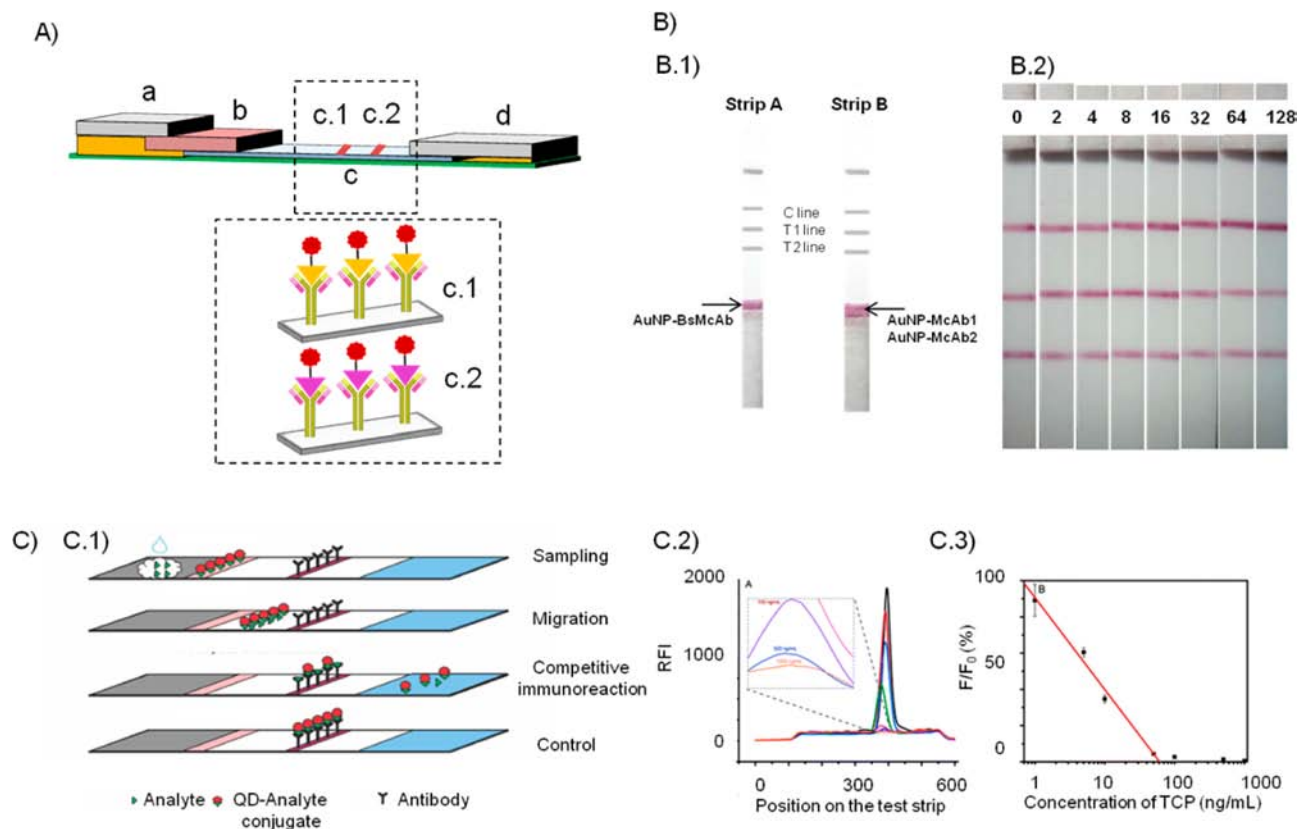 A)
a
b
c.1 c.2
d
c
c.1
c.2
B)
B.1)
Strip A Strip B
C line
T1 line
T2 line
AuNP-BsMcAb
AuNP-McAb1
AuNP-McAb2
B.2)
0 2 4 8 16 32 64 128
C) C.1)
Sampling
Migration
Competitive
immunoreaction
Control
Analyte
QD-Analyte
conjugate
Antibody
C.2)
2000
A
RFI
1000
0
0 300 600
Position on the test strip
C.3)
100
B
F/F0 (%)
50
0
1 10 100 1000
Concentration of TCP (ng/mL)